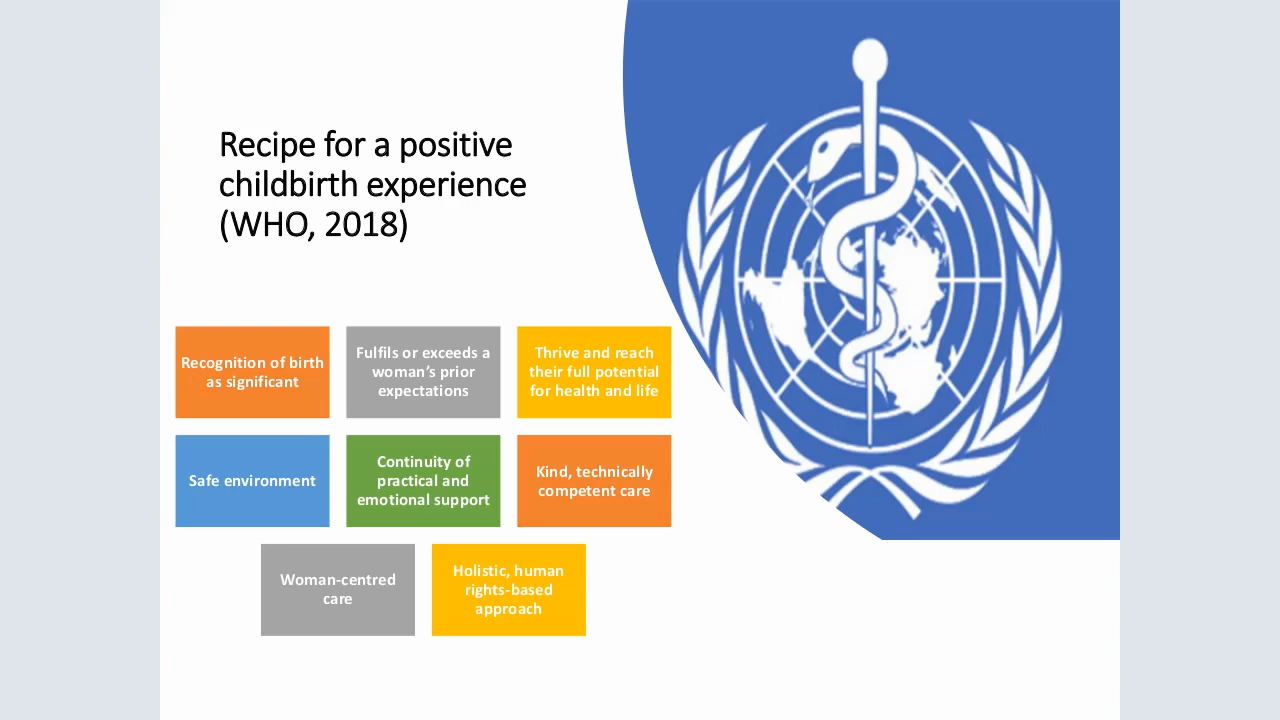 Recipe for a positive
childbirth experience
(WHO, 2018)
Recognition of birth
as significant
Fulfils or exceeds a
woman’s prior
expectations
Thrive and reach
their full potential
for health and life
Safe environment
Continuity of
practical and
emotional support
Kind, technically
competent care
Woman-centred
care
Holistic, human
rights-based
approach